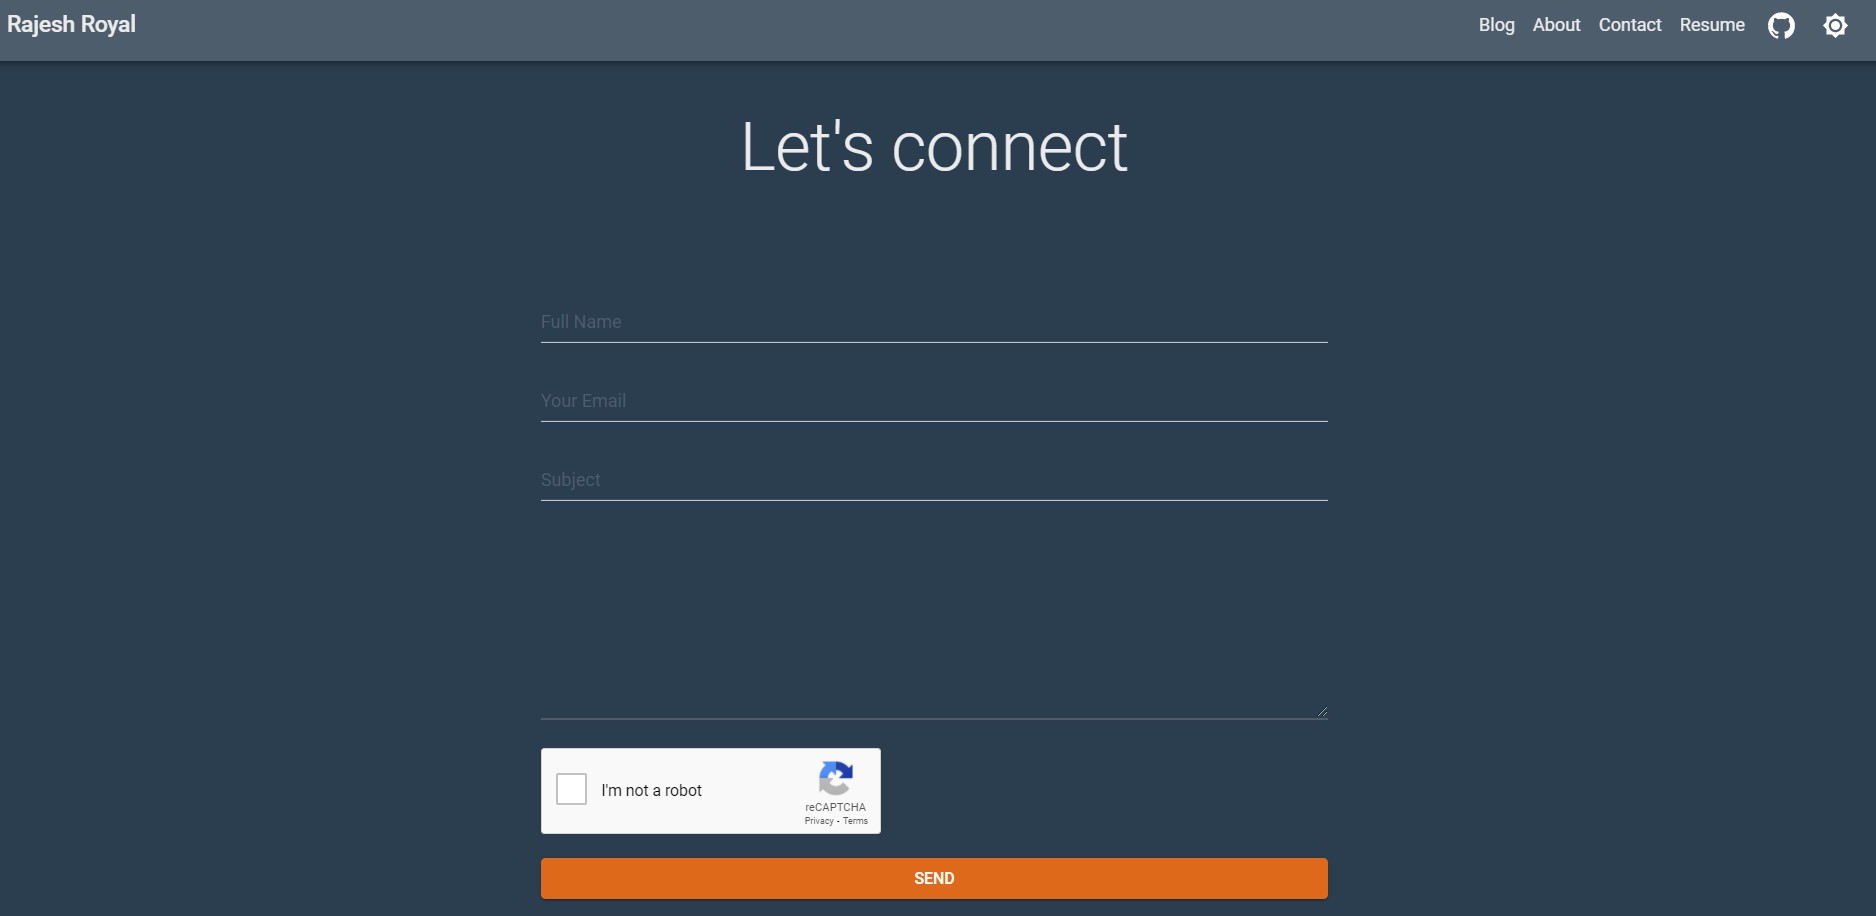 Rajesh Royal
Blog About Contact Resume
Let's connect
Full Name
Your Email
Subject
I'm not a robot
reCAPTCHA
Privacy - Terms
SEND